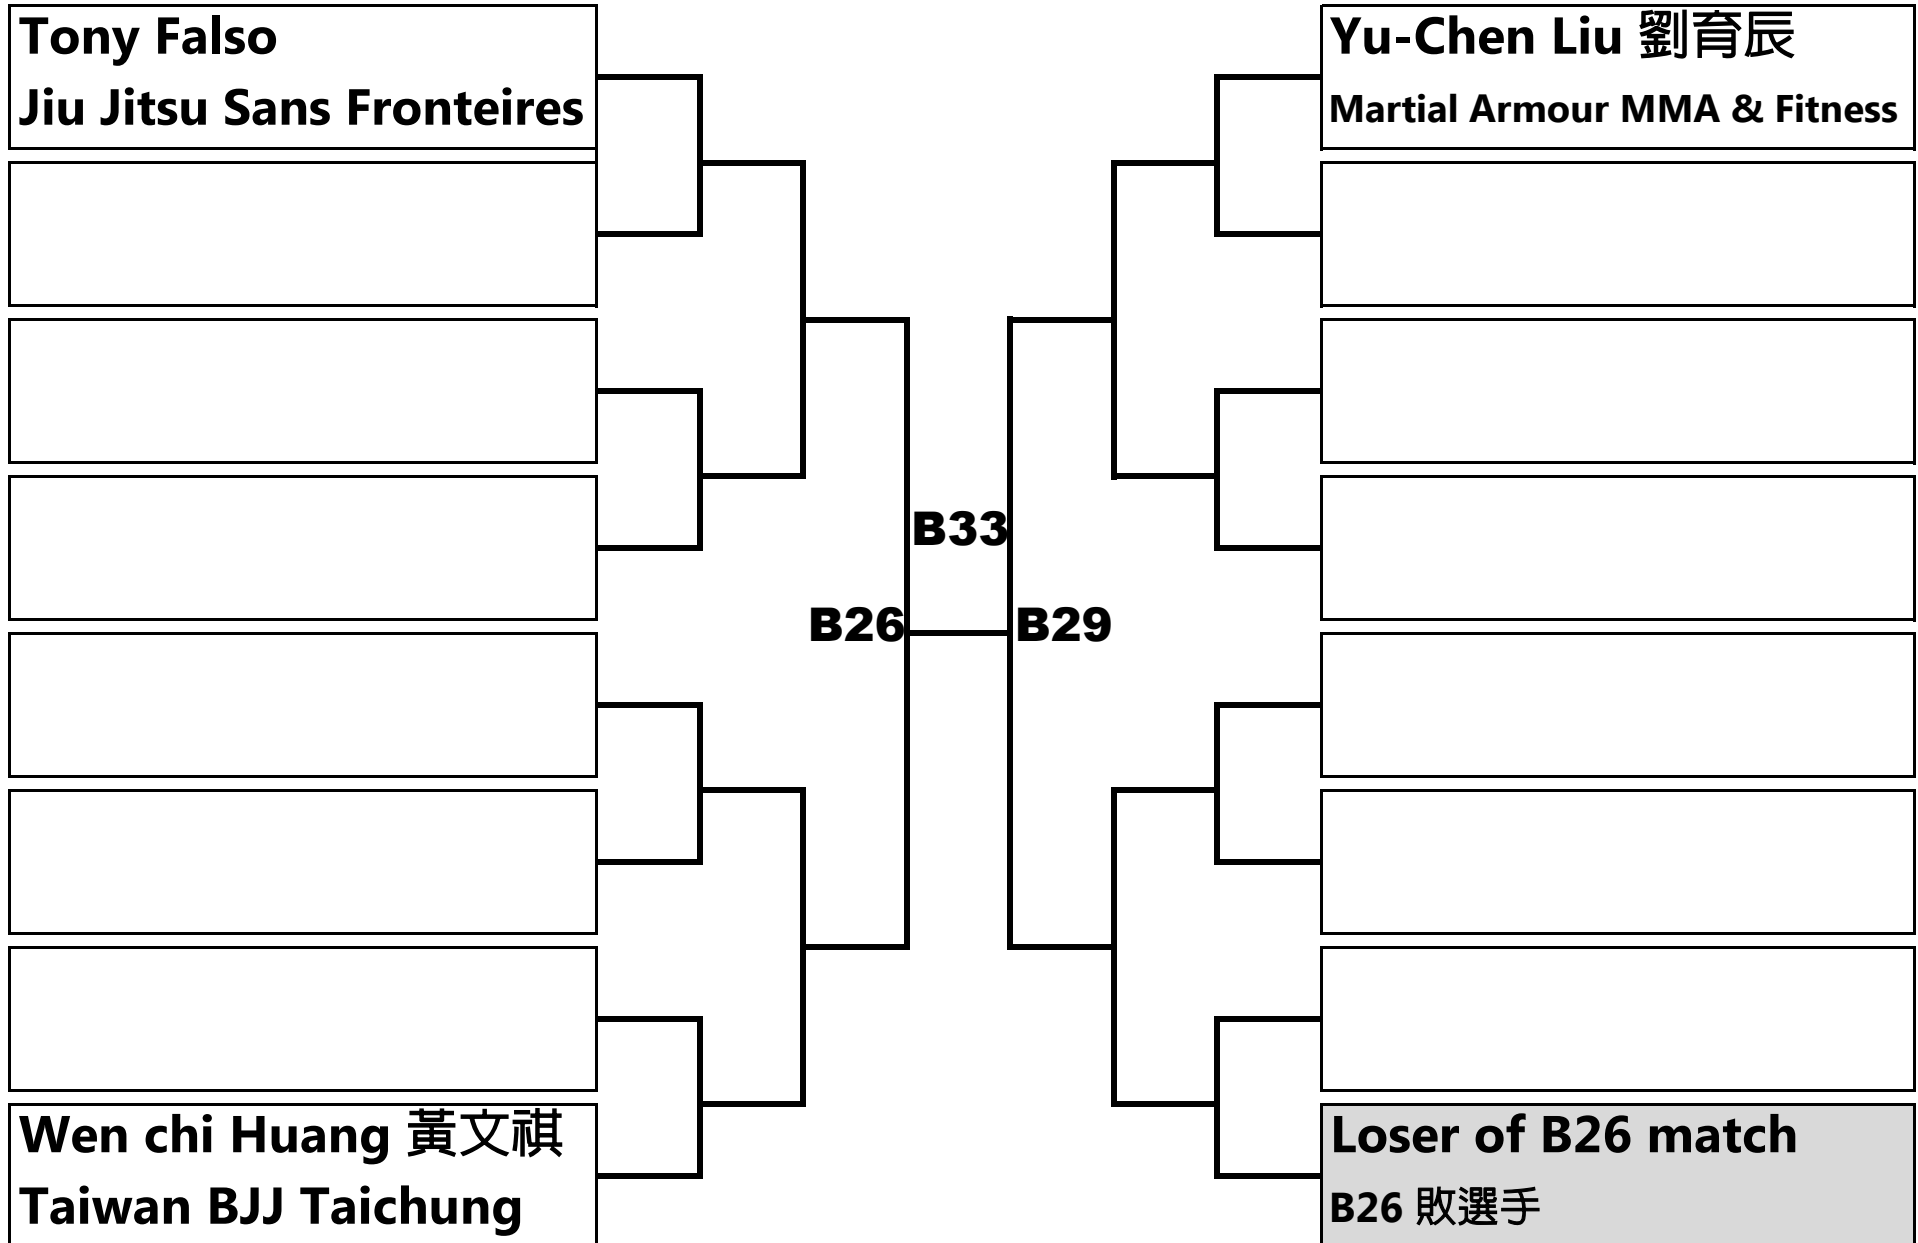 Tony Falso
Jiu Jitsu Sans Fronteires
Yu-Chen Liu 劉育辰
Martial Armour MMA & Fitness
B33
B26
B29
Wen chi Huang 黃文祺
Taiwan BJJ Taichung
Loser of B26 match
B26 敗選手